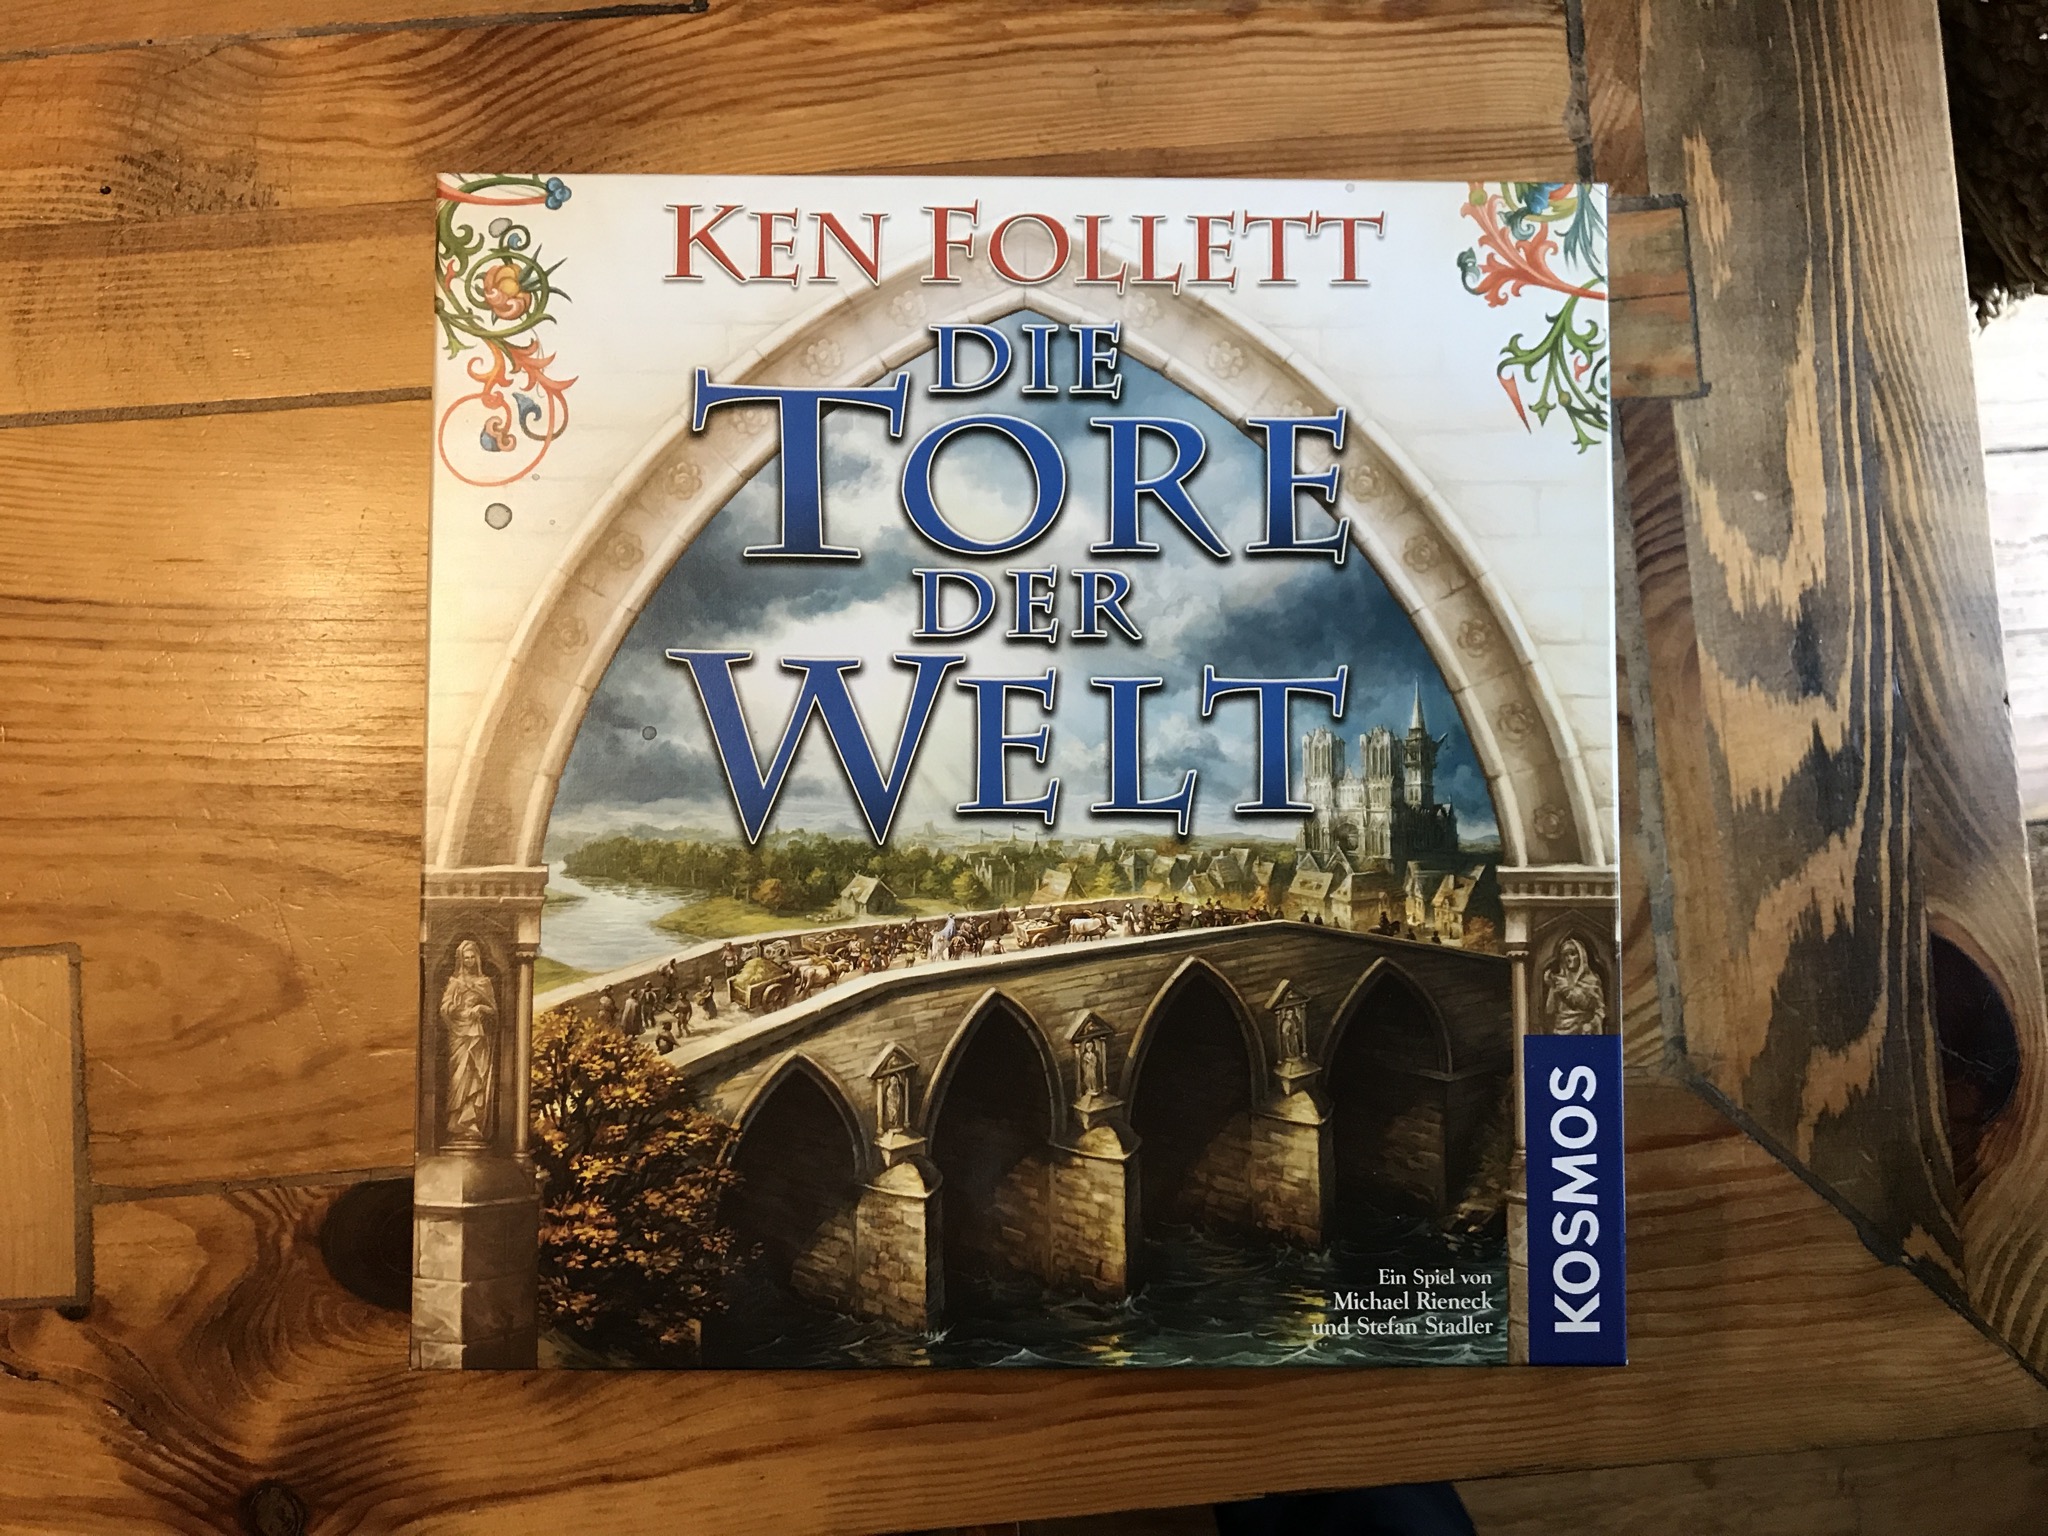 KEN FOLLETT
DIE
TORE
DER
WELT
Ein Spiel von
Michael Rieneck
und Stefan Stadler
KOSMOS